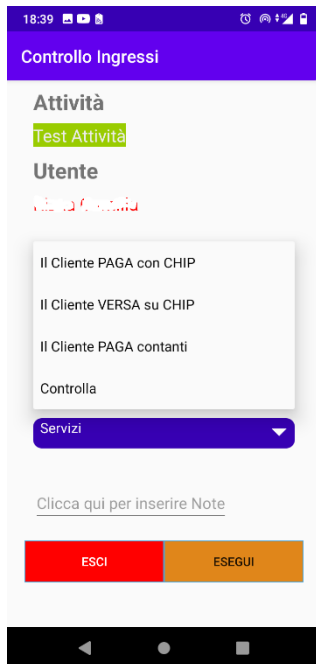 18:39
Controllo Ingressi
Attività
Test Attività
Utente
Il Cliente PAGA con CHIP
Il Cliente VERSA su CHIP
Il Cliente PAGA contanti
Controlla
Servizi
Clicca qui per inserire Note
ESCI ESEGUI